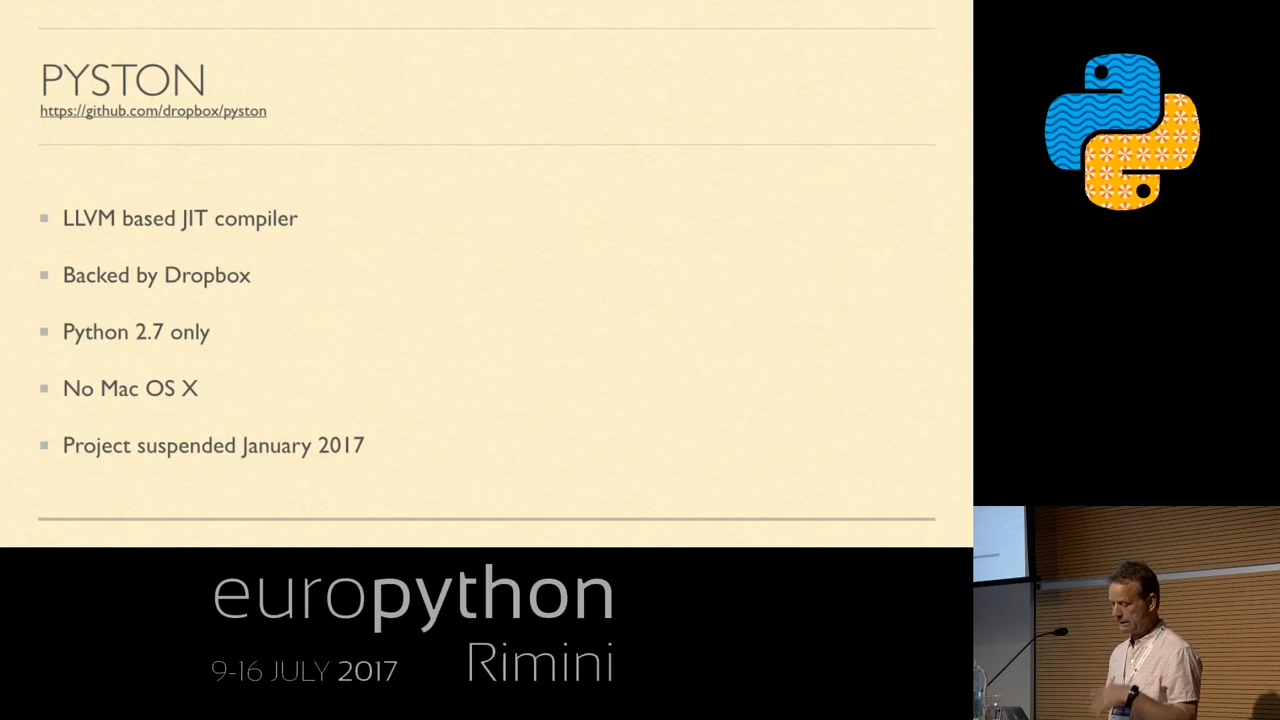 PYSTON
https://github.com/dropbox/pyston
LLVM based JIT compiler
Backed by Dropbox
Python 2.7 only
No Mac OS X
Project suspended January 2017
europython
9-16 JULY 2017 Rimini